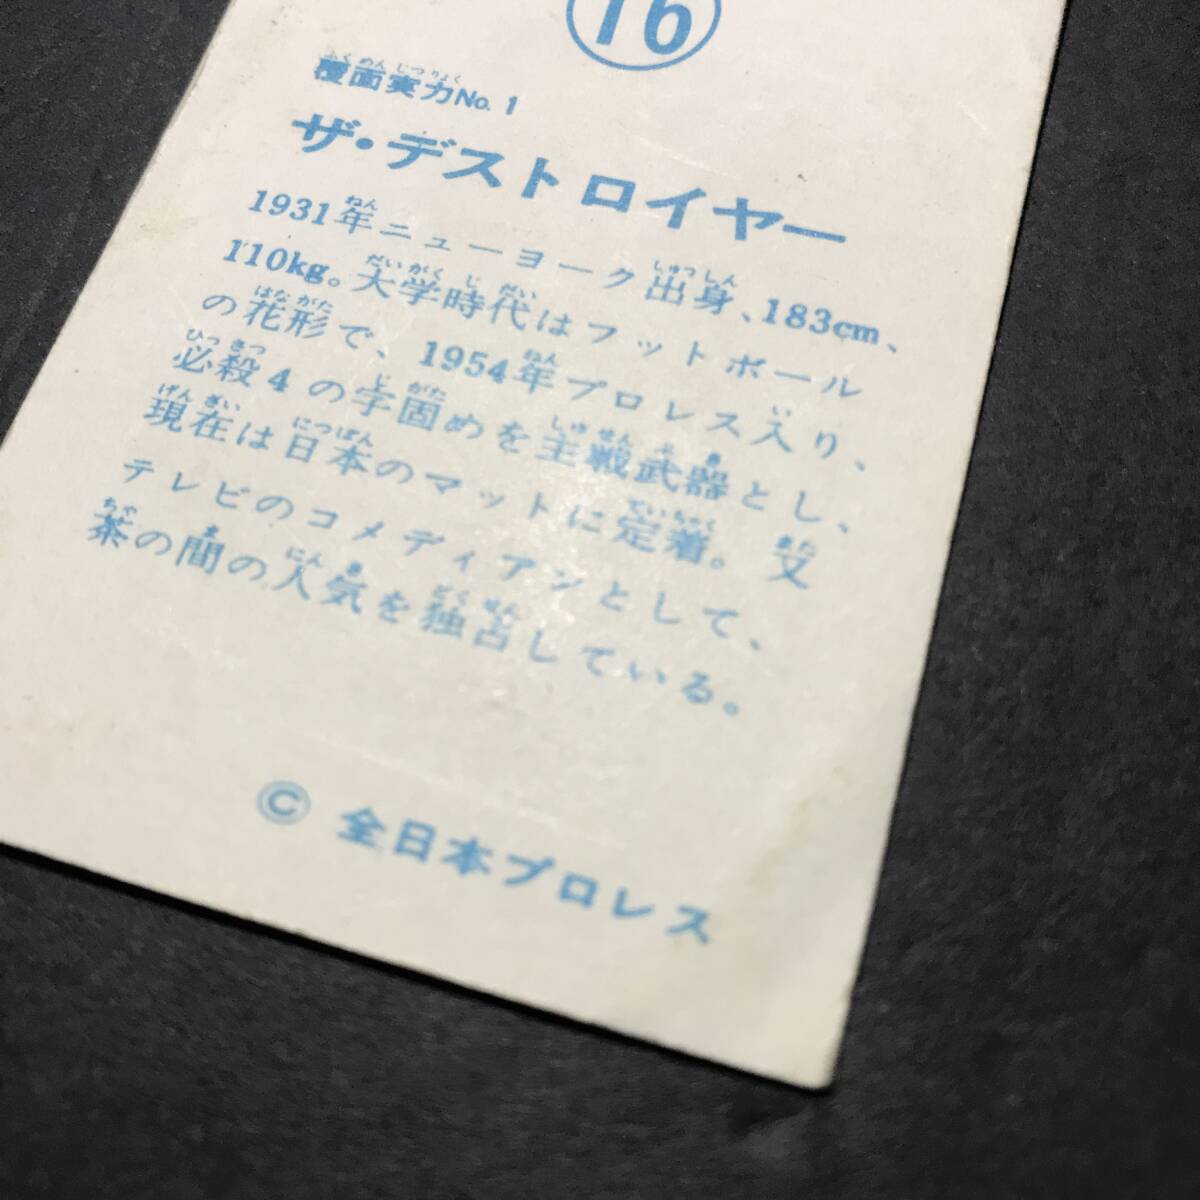 16
覆面実力No.1
ザ・デストロイヤー
1931年ニューヨーク出身、183cm、
110kg。大学時代はフットボール
の花形で、1954年プロレス入り、
必殺4の字固めを主戦武器とし、
現在は日本のマットに定着。又
テレビのコメディアンとして、
茶の間の人気を独占している。
© 全日本プロレス